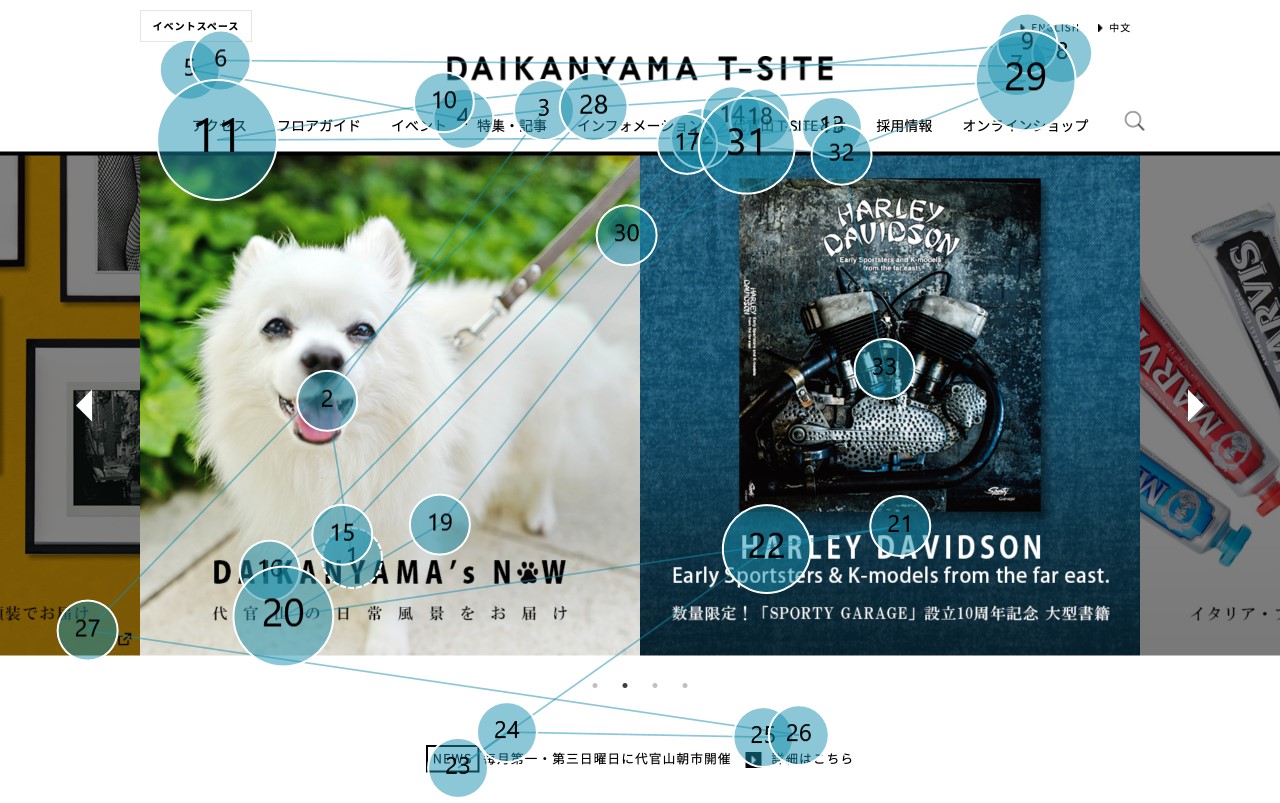 イベントスペース
ENGLISH
中文
DAIKANYAMA T-SITE
アクセス
フロアガイド
イベント
特集・記事
インフォメーション
採用情報
オンラインショップ
HARLEY
DAVIDSON
Early Sportsters and K-models
from the far east.
MARVIS
DAIKANYAMA's NOW
代官山の日常風景をお届け
HARLEY DAVIDSON
Early Sportsters & K-models from the far east.
数量限定！「SPORTY GARAGE」設立10周年記念 大型書籍
イタリア・
NEWS
毎月第一・第三日曜日に代官山朝市開催
詳細はこちら
1
2
3
4
5
6
7
8
9
10
11
12
13
14
15
16
17
18
19
20
21
22
23
24
25
26
27
28
29
30
31
32
33